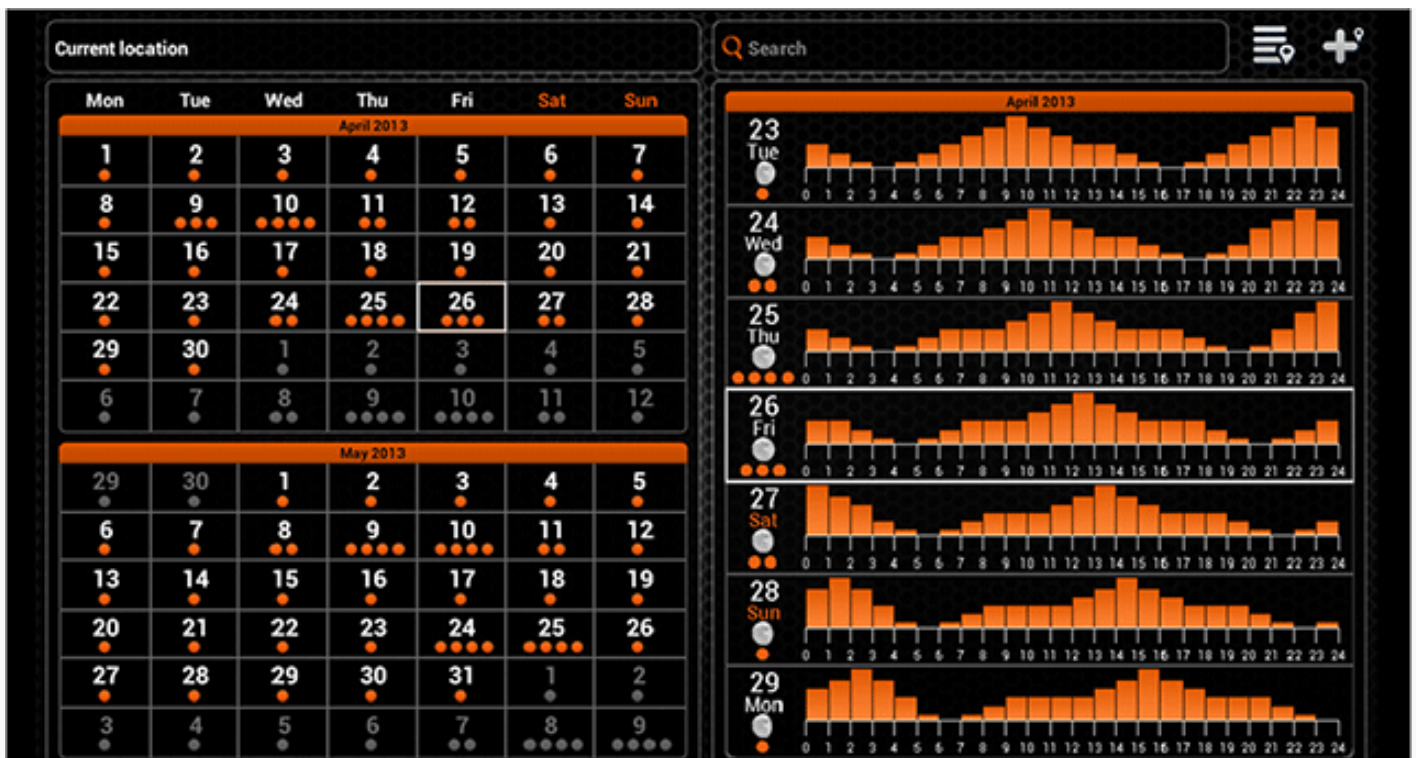 Current location
Search
Mon Tue Wed Thu Fri Sat Sun
April 2013
1 2 3 4 5 6 7
8 9 10 11 12 13 14
15 16 17 18 19 20 21
22 23 24 25 26 27 28
29 30 1 2 3 4 5
6 7 8 9 10 11 12
May 2013
29 30 1 2 3 4 5
6 7 8 9 10 11 12
13 14 15 16 17 18 19
20 21 22 23 24 25 26
27 28 29 30 31 1 2
3 4 5 6 7 8 9
April 2013
23
Tue
0 1 2 3 4 5 6 7 8 9 10 11 12 13 14 15 16 17 18 19 20 21 22 23 24
24
Wed
0 1 2 3 4 5 6 7 8 9 10 11 12 13 14 15 16 17 18 19 20 21 22 23 24
25
Thu
0 1 2 3 4 5 6 7 8 9 10 11 12 13 14 15 16 17 18 19 20 21 22 23 24
26
Fri
0 1 2 3 4 5 6 7 8 9 10 11 12 13 14 15 16 17 18 19 20 21 22 23 24
27
Sat
0 1 2 3 4 5 6 7 8 9 10 11 12 13 14 15 16 17 18 19 20 21 22 23 24
28
Sun
0 1 2 3 4 5 6 7 8 9 10 11 12 13 14 15 16 17 18 19 20 21 22 23 24
29
Mon
0 1 2 3 4 5 6 7 8 9 10 11 12 13 14 15 16 17 18 19 20 21 22 23 24